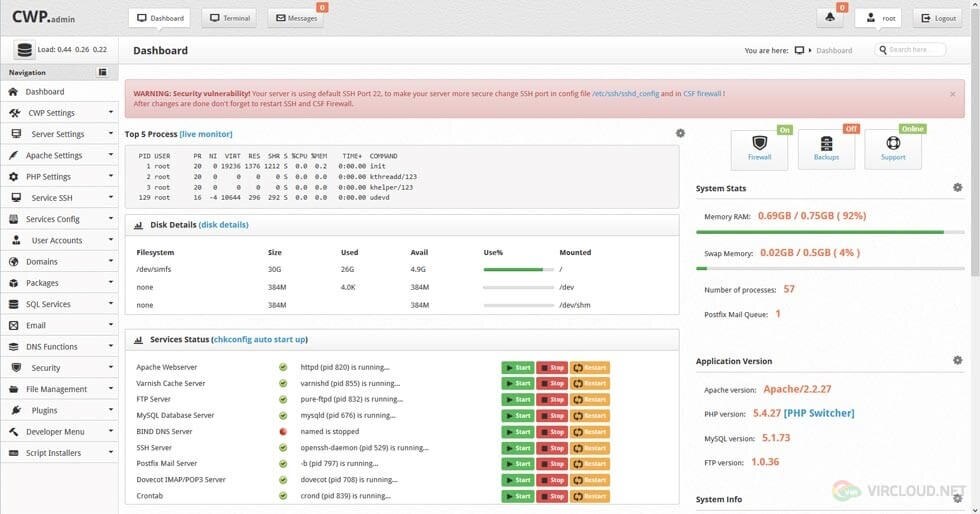 CWP.admin
Dashboard
Terminal
Messages
0
0
root
Logout
Load: 0.44 0.26 0.22
Dashboard
You are here:
Dashboard
Search here...
Navigation
Dashboard
CWP Settings
Server Settings
Apache Settings
PHP Settings
Service SSH
Services Config
User Accounts
Domains
Packages
SQL Services
Email
DNS Functions
Security
File Management
Plugins
Developer Menu
Script Installers
WARNING: Security vulnerability! Your server is using default SSH Port 22, to make your server more secure change SSH port in config file /etc/ssh/sshd_config and in CSF firewall !
After changes are done don't forget to restart SSH and CSF Firewall.
×
Top 5 Process [live monitor]
PID USER PR NI VIRT RES SHR S %CPU %MEM TIME+ COMMAND
1 root 20 0 19236 1376 1212 S 0.0 0.2 0:00.00 init
2 root 20 0 0 0 0 S 0.0 0.0 0:00.00 kthreadd/123
3 root 20 0 0 0 0 S 0.0 0.0 0:00.00 khelper/123
129 root 16 -4 10644 296 292 S 0.0 0.0 0:00.00 udevd
Disk Details (disk details)
Filesystem Size Used Avail Use% Mounted
/dev/simfs 30G 26G 4.9G /
none 384M 4.0K 384M /dev
none 384M 384M /dev/shm
Services Status (chkconfig auto start up)
Apache Webserver httpd (pid 820) is running... Start Stop Restart
Varnish Cache Server varnishd (pid 855) is running... Start Stop Restart
FTP Server pure-ftpd (pid 832) is running... Start Stop Restart
MySQL Database Server mysqld (pid 676) is running... Start Stop Restart
BIND DNS Server named is stopped Start Stop Restart
SSH Server openssh-daemon (pid 529) is running... Start Stop Restart
Postfix Mail Server -b (pid 797) is running... Start Stop Restart
Dovecot IMAP/POP3 Server dovecot (pid 708) is running... Start Stop Restart
Crontab crond (pid 839) is running... Start Stop Restart
On
Firewall
Off
Backups
Online
Support
System Stats
Memory RAM: 0.69GB / 0.75GB ( 92%)
Swap Memory: 0.02GB / 0.5GB ( 4% )
Number of processes: 57
Postfix Mail Queue: 1
Application Version
Apache version: Apache/2.2.27
PHP version: 5.4.27 [PHP Switcher]
MySQL version: 5.1.73
FTP version: 1.0.36
System Info
VIRCLOUD.NET